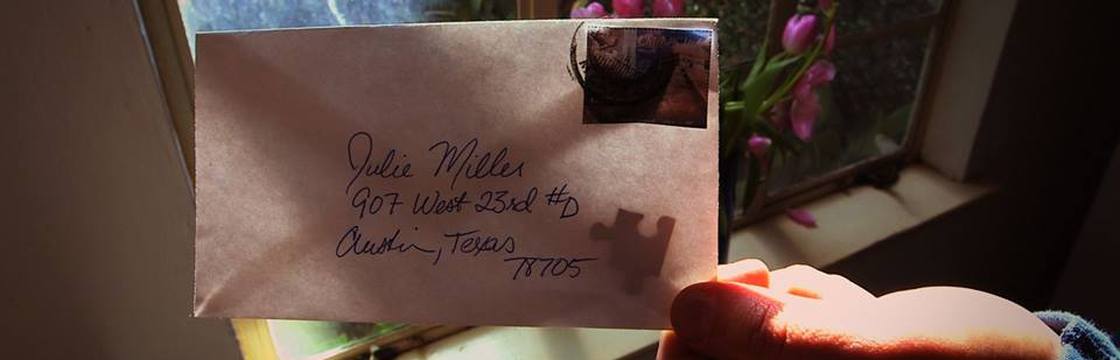 Julie Miller
907 West 23rd #D
Austin, Texas
78705